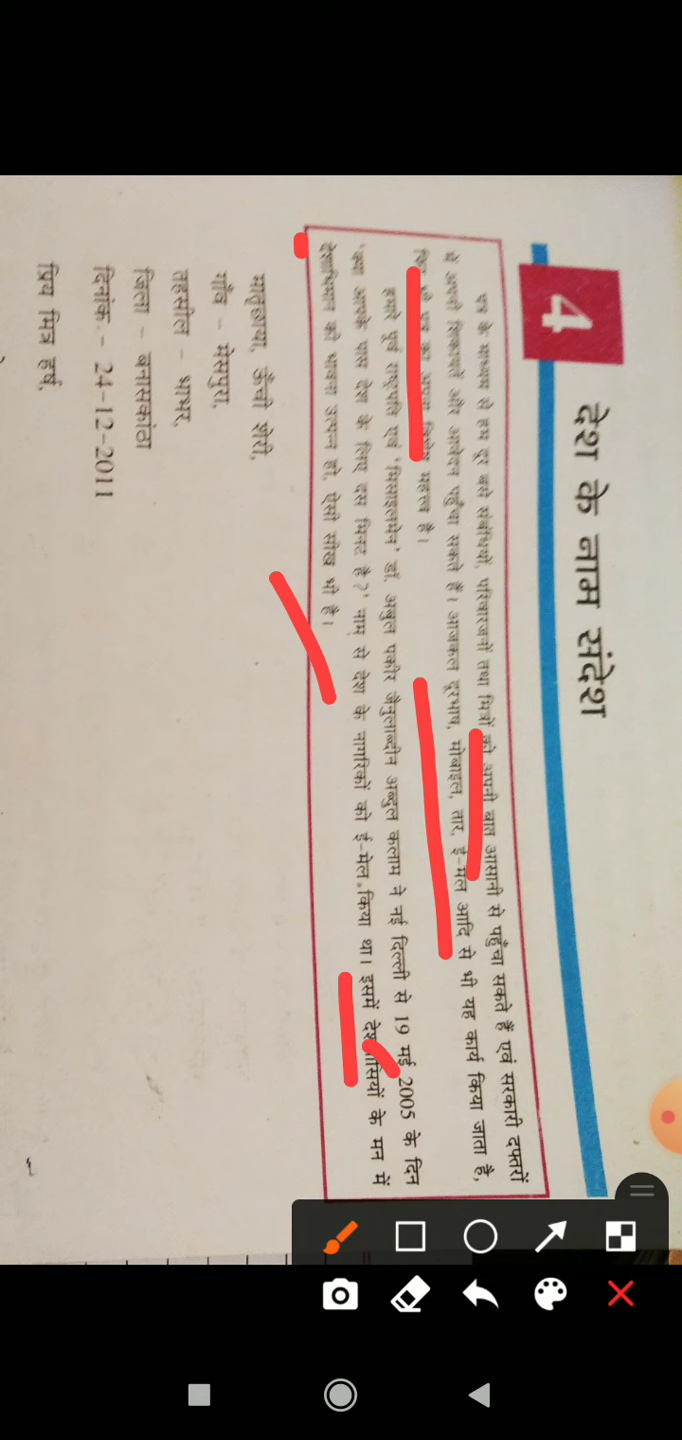 4
देश के नाम संदेश
पत्र के माध्यम से हम दूर बसे संबंधियों, परिवारजनों तथा मित्रों को अपनी बात आसानी से पहुँचा सकते हैं एवं सरकारी दफ्तरों
में अपनी शिकायतें और आवेदन पहुँचा सकते हैं। आजकल दूरभाष, मोबाइल, तार, ई-मेल आदि से भी यह कार्य किया जाता है,
फिर भी पत्र का अपना विशेष महत्त्व है।
हमारे पूर्व राष्ट्रपति एवं 'मिसाइलमेन' डॉ. अबुल पकीर जैनुलाब्दीन अब्दुल कलाम ने नई दिल्ली से 19 मई 2005 के दिन
'क्या आपके पास देश के लिए दस मिनट है?' नाम से देश के नागरिकों को ई-मेल किया था। इसमें देशवासियों के मन में
देशाभिमान की भावना उत्पन्न हो, ऐसी सीख भी है।
मातृछाया, ऊँची शेरी,
गाँव - मेसपुरा,
तहसील - भाभर,
जिला - बनासकांठा
दिनांक - 24-12-2011
प्रिय मित्र हर्ष,